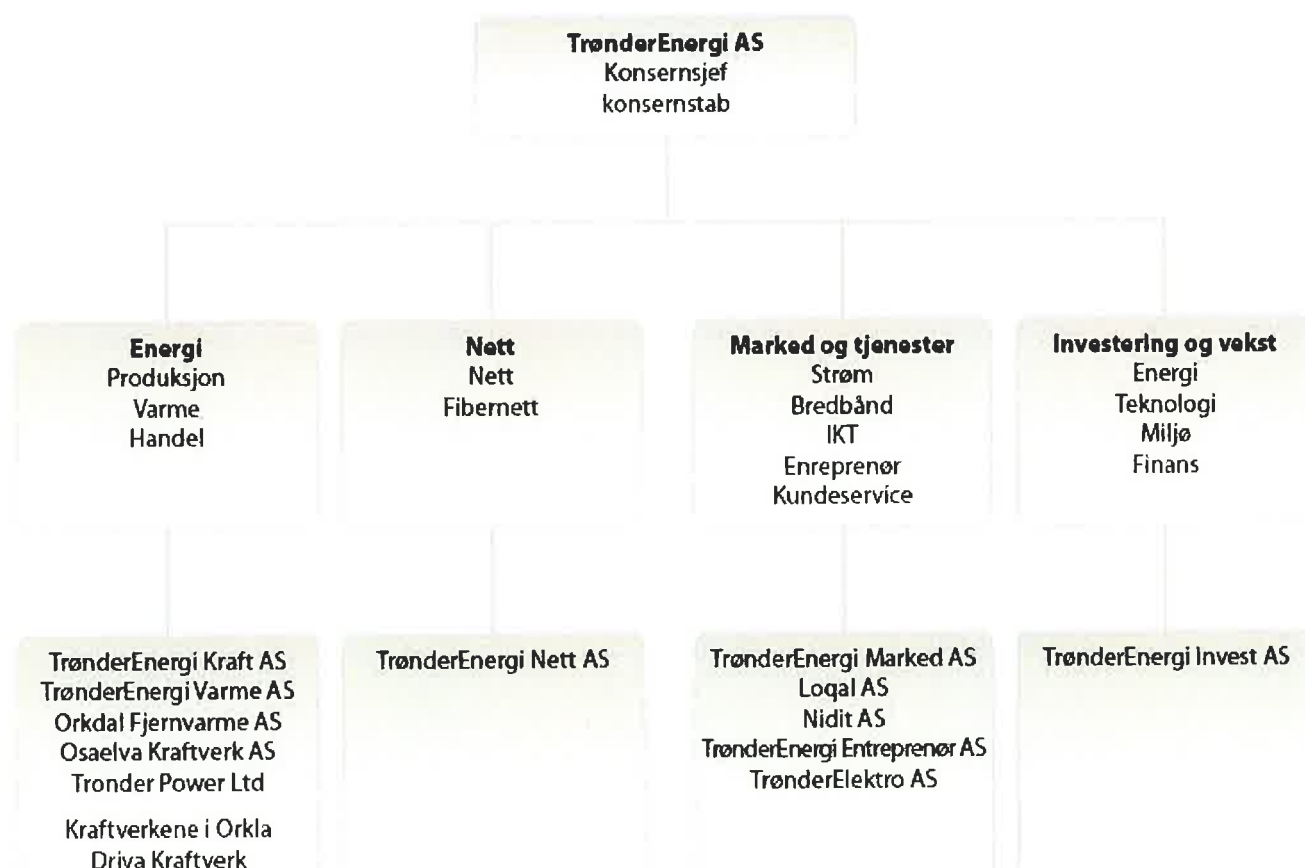 TrønderEnergi AS
Konsernsjef
konsernstab
Energi
Produksjon
Varme
Handel
Nett
Nett
Fibernett
Marked og tjenester
Strøm
Bredbånd
IKT
Enreprenør
Kundeservice
Investering og vekst
Energi
Teknologi
Miljø
Finans
TrønderEnergi Kraft AS
TrønderEnergi Varme AS
Orkdal Fjernvarme AS
Osaelva Kraftverk AS
Tronder Power Ltd
Kraftverkene i Orkla
Driva Kraftverk
TrønderEnergi Nett AS
TrønderEnergi Marked AS
Loqal AS
Nidit AS
TrønderEnergi Entreprenør AS
TrønderElektro AS
TrønderEnergi Invest AS